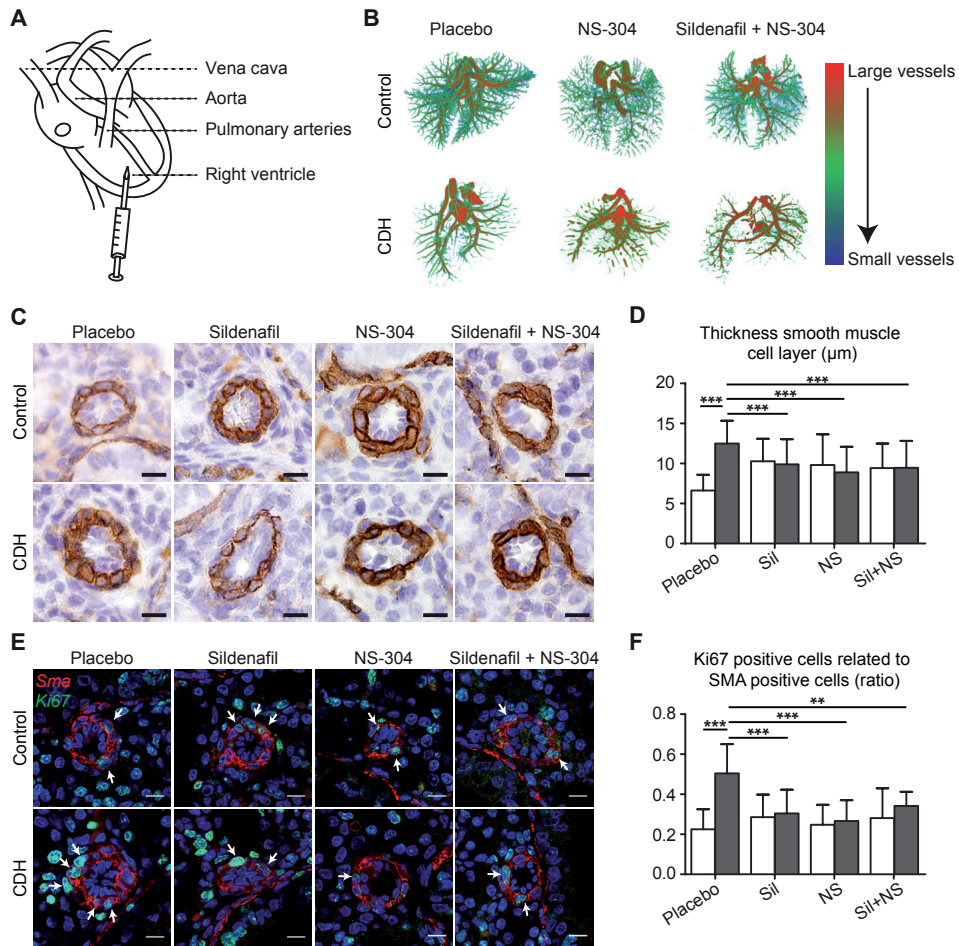 A
Vena cava
Aorta
Pulmonary arteries
Right ventricle
B
Placebo NS-304 Sildenafil + NS-304
Control
CDH
Large vessels
Small vessels
C
Placebo Sildenafil NS-304 Sildenafil + NS-304
Control
CDH
D
Thickness smooth muscle
cell layer (µm)
20
15
10
5
0
***
***
***
***
Placebo Sil NS Sil+NS
E
Placebo Sildenafil NS-304 Sildenafil + NS-304
Sma
Ki67
Control
CDH
F
Ki67 positive cells related to
SMA positive cells (ratio)
0.8
0.6
0.4
0.2
0.0
**
***
***
***
Placebo Sil NS Sil+NS